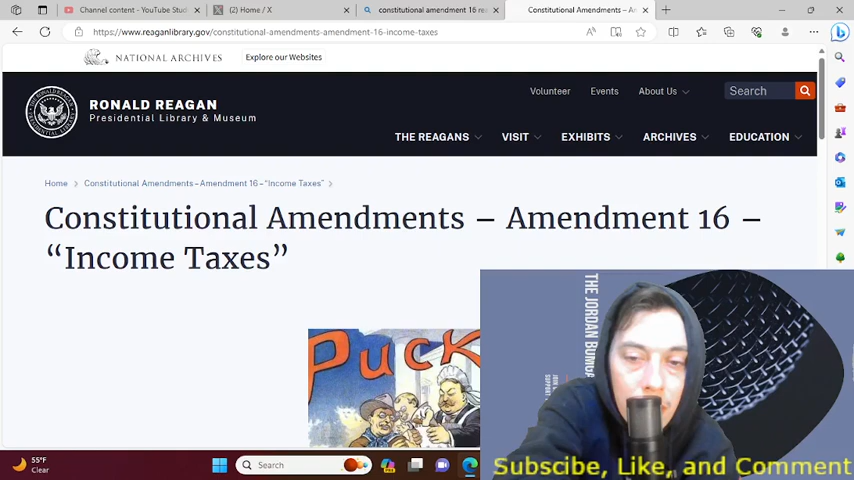 Channel content - YouTube Stud
(2) Home / X
constitutional amendment 16 re
Constitutional Amendments – A
https://www.reaganlibrary.gov/constitutional-amendments-amendment-16-income-taxes
NATIONAL ARCHIVES
Explore our Websites
Volunteer
Events
About Us
Search
RONALD REAGAN
Presidential Library & Museum
THE REAGANS
VISIT
EXHIBITS
ARCHIVES
EDUCATION
Home
Constitutional Amendments – Amendment 16 – "Income Taxes"
Constitutional Amendments – Amendment 16 –
“Income Taxes”
Puck
THE JORDAN BOMGA
55°F
Clear
Search
Subscribe, Like, and Comment